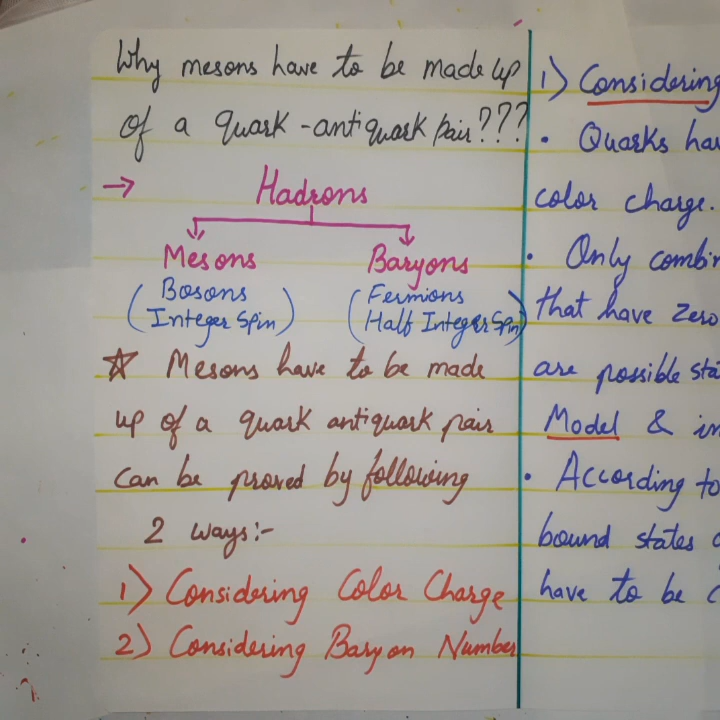 Why mesons have to be made up
of a quark-antiquark pair???
→ Hadrons
Mesons Baryons
(Bosons (Fermions
Integer Spin) Half Integer Spin)
☆ Mesons have to be made
up of a quark antiquark pair
can be proved by following
2 ways:-
1) Considering Color Charge
2) Considering Baryon Number
1) Considering
• Quarks ha
color charge.
• Only combin
that have zero
are possible sta
Model & in
• According to
bound states
have to be